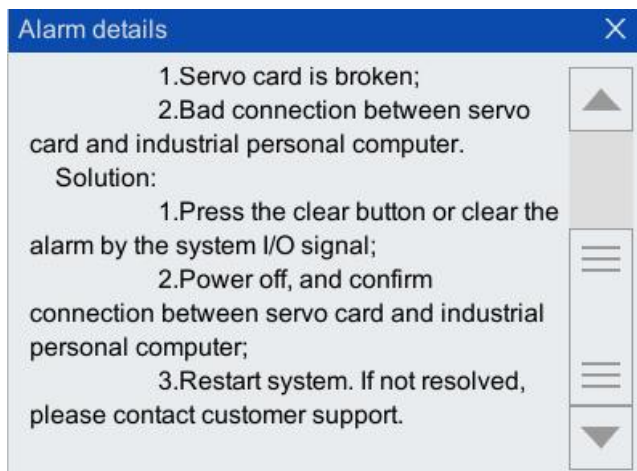 Alarm details X
1.Servo card is broken;
2.Bad connection between servo
card and industrial personal computer.
Solution:
1.Press the clear button or clear the
alarm by the system I/O signal;
2.Power off, and confirm
connection between servo card and industrial
personal computer;
3.Restart system. If not resolved,
please contact customer support.